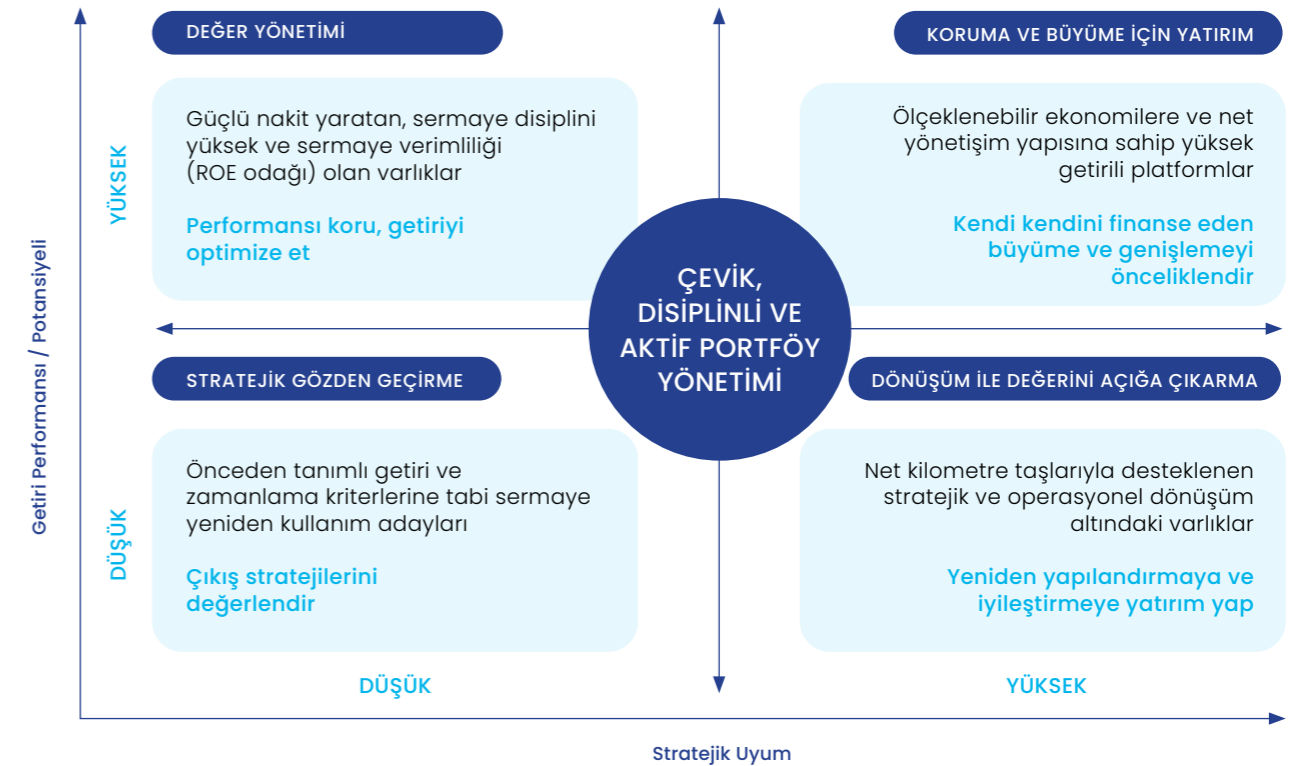 DEĞER YÖNETİMİ
Güçlü nakit yaratan, sermaye disiplini
yüksek ve sermaye verimliliği
(ROE odağı) olan varlıklar
Performansı koru, getiriyi
optimize et
KORUMA VE BÜYÜME İÇİN YATIRIM
Ölçeklenebilir ekonomilere ve net
yönetişim yapısına sahip yüksek
getirili platformlar
Kendi kendini finanse eden
büyüme ve genişlemeyi
önceliklendir
ÇEVİK,
DİSİPLİNLİ VE
AKTİF PORTFÖY
YÖNETİMİ
STRATEJİK GÖZDEN GEÇİRME
Önceden tanımlı getiri ve
zamanlama kriterlerine tabi sermaye
yeniden kullanım adayları
Çıkış stratejilerini
değerlendir
DÖNÜŞÜM İLE DEĞERİNİ AÇIĞA ÇIKARMA
Net kilometre taşlarıyla desteklenen
stratejik ve operasyonel dönüşüm
altındaki varlıklar
Yeniden yapılandırmaya ve
iyileştirmeye yatırım yap
Getiri Performansı / Potansiyeli
YÜKSEK
DÜŞÜK
DÜŞÜK
YÜKSEK
Stratejik Uyum